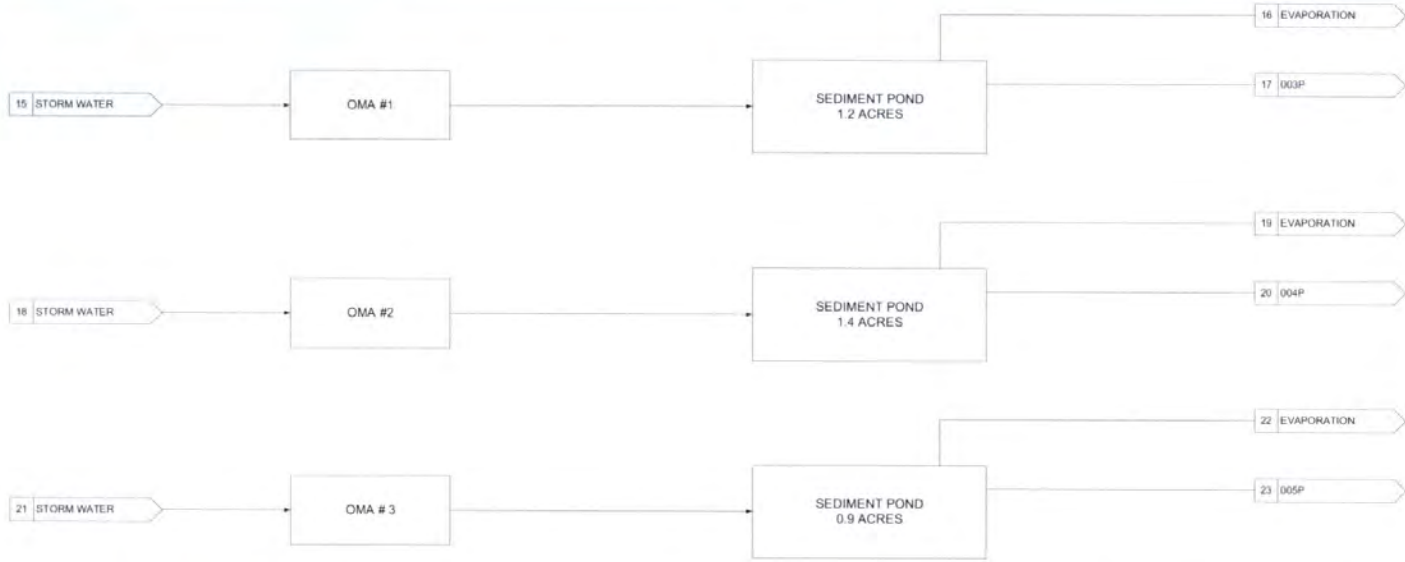 16 EVAPORATION
15 STORM WATER
OMA #1
SEDIMENT POND
1.2 ACRES
17 003P
19 EVAPORATION
18 STORM WATER
OMA #2
SEDIMENT POND
1.4 ACRES
20 004P
22 EVAPORATION
21 STORM WATER
OMA # 3
SEDIMENT POND
0.9 ACRES
23 005P